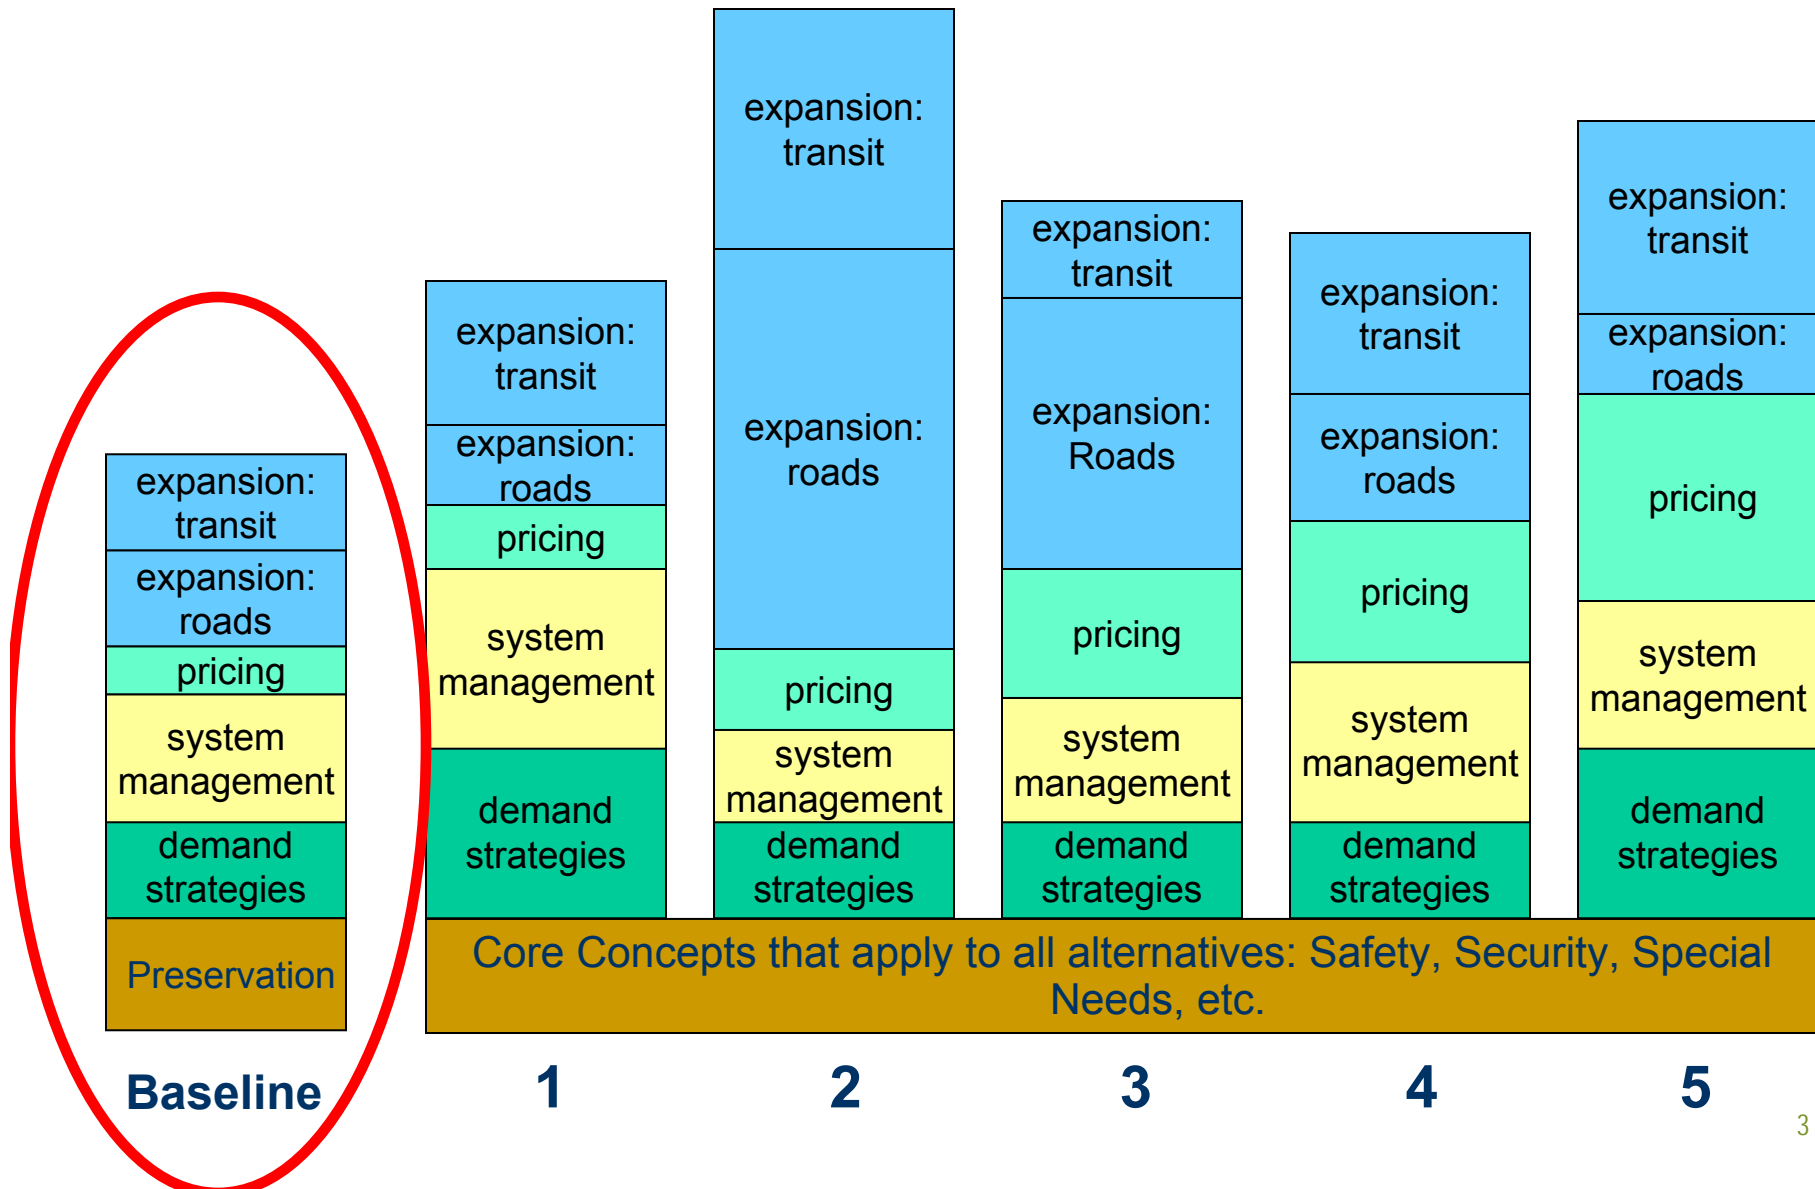 expansion:
transit
expansion:
roads
pricing
system
management
demand
strategies
Preservation
Baseline
expansion:
transit
expansion:
roads
pricing
system
management
demand
strategies
1
expansion:
transit
expansion:
roads
pricing
system
management
demand
strategies
2
expansion:
transit
expansion:
Roads
pricing
system
management
demand
strategies
3
expansion:
transit
expansion:
roads
pricing
system
management
demand
strategies
4
expansion:
transit
expansion:
roads
pricing
system
management
demand
strategies
5
Core Concepts that apply to all alternatives: Safety, Security, Special
Needs, etc.
3